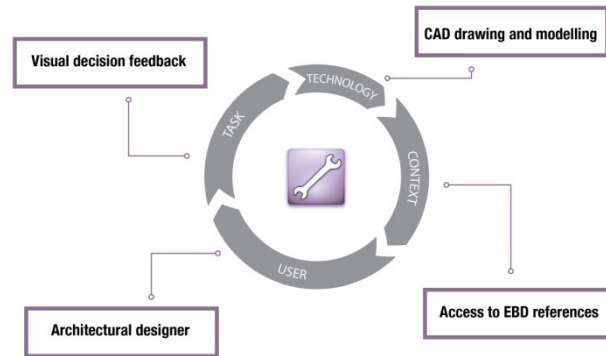 CAD drawing and modelling
Visual decision feedback
TECHNOLOGY
TASK
CONTEXT
USER
Access to EBD references
Architectural designer